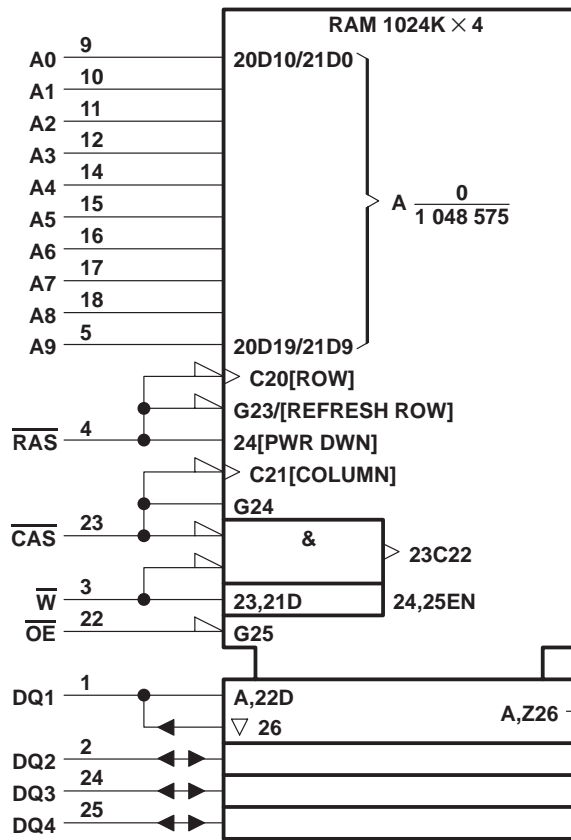 RAM 1024K × 4
A0 9 20D10/21D0
A1 10
A2 11
A3 12
A4 14
A 0
1 048 575
A5 15
A6 16
A7 17
A8 18
A9 5 20D19/21D9
C20[ROW]
G23/[REFRESH ROW]
RAS 4 24[PWR DWN]
C21[COLUMN]
G24
CAS 23 &
23C22
W 3 23,21D 24,25EN
OE 22 G25
DQ1 1 A,22D
A,Z26
26
DQ2 2
DQ3 24
DQ4 25